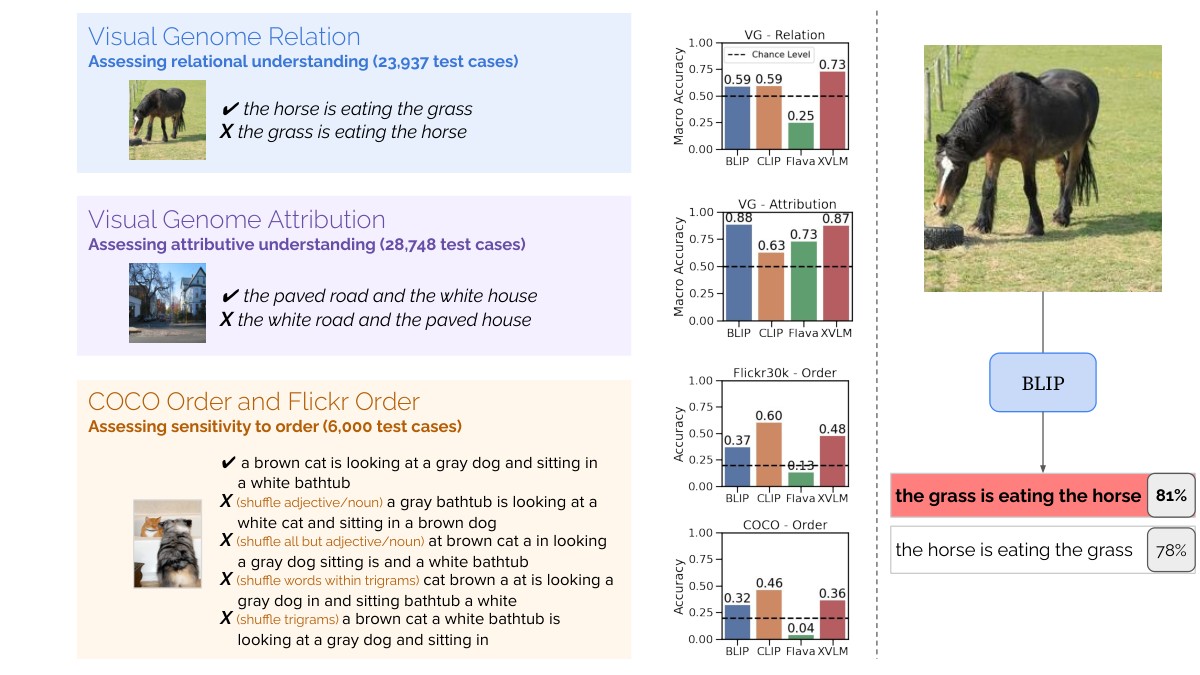 Visual Genome Relation
Assessing relational understanding (23,937 test cases)
✔ the horse is eating the grass
X the grass is eating the horse
Visual Genome Attribution
Assessing attributive understanding (28,748 test cases)
✔ the paved road and the white house
X the white road and the paved house
COCO Order and Flickr Order
Assessing sensitivity to order (6,000 test cases)
✔ a brown cat is looking at a gray dog and sitting in
a white bathtub
X (shuffle adjective/noun) a gray bathtub is looking at a
white cat and sitting in a brown dog
X (shuffle all but adjective/noun) at brown cat a in looking
a gray dog sitting is and a white bathtub
X (shuffle words within trigrams) cat brown a at is looking a
gray dog in and sitting bathtub a white
X (shuffle trigrams) a brown cat a white bathtub is
looking at a gray dog and sitting in
VG - Relation
Macro Accuracy
1.00
0.75
0.50
0.25
0.00
Chance Level
0.59
0.59
0.25
0.73
BLIP CLIP Flava XVLM
VG - Attribution
Macro Accuracy
1.00
0.75
0.50
0.25
0.00
0.88
0.63
0.73
0.87
BLIP CLIP Flava XVLM
Flickr30k - Order
Accuracy
1.00
0.75
0.50
0.25
0.00
0.37
0.60
0.13
0.48
BLIP CLIP Flava XVLM
COCO - Order
Accuracy
1.00
0.75
0.50
0.25
0.00
0.32
0.46
0.04
0.36
BLIP CLIP Flava XVLM
BLIP
the grass is eating the horse 81%
the horse is eating the grass 78%